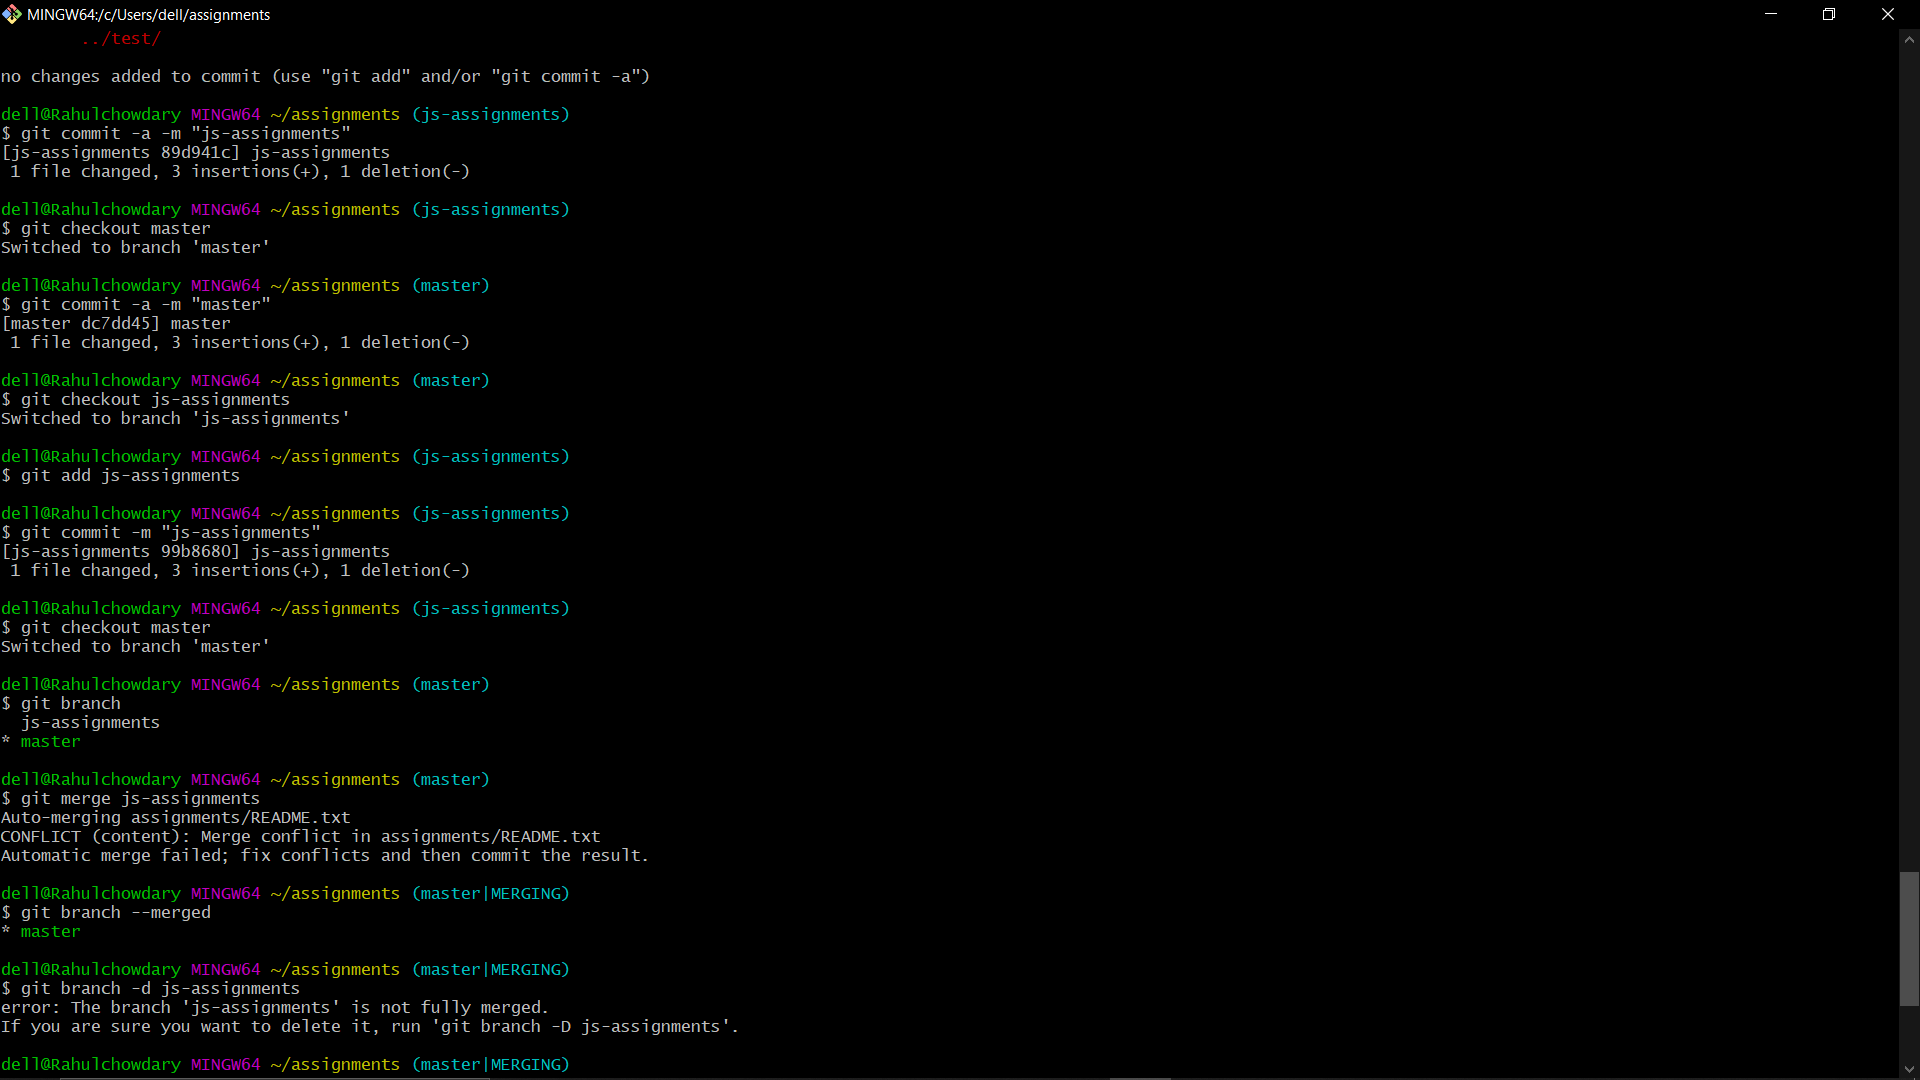 MINGW64:/c/Users/dell/assignments
../test/
no changes added to commit (use "git add" and/or "git commit -a")
dell@Rahulchowdary MINGW64 ~/assignments (js-assignments)
$ git commit -a -m "js-assignments"
[js-assignments 89d941c] js-assignments
1 file changed, 3 insertions(+), 1 deletion(-)
dell@Rahulchowdary MINGW64 ~/assignments (js-assignments)
$ git checkout master
Switched to branch 'master'
dell@Rahulchowdary MINGW64 ~/assignments (master)
$ git commit -a -m "master"
[master dc7dd45] master
1 file changed, 3 insertions(+), 1 deletion(-)
dell@Rahulchowdary MINGW64 ~/assignments (master)
$ git checkout js-assignments
Switched to branch 'js-assignments'
dell@Rahulchowdary MINGW64 ~/assignments (js-assignments)
$ git add js-assignments
dell@Rahulchowdary MINGW64 ~/assignments (js-assignments)
$ git commit -m "js-assignments"
[js-assignments 99b8680] js-assignments
1 file changed, 3 insertions(+), 1 deletion(-)
dell@Rahulchowdary MINGW64 ~/assignments (js-assignments)
$ git checkout master
Switched to branch 'master'
dell@Rahulchowdary MINGW64 ~/assignments (master)
$ git branch
js-assignments
* master
dell@Rahulchowdary MINGW64 ~/assignments (master)
$ git merge js-assignments
Auto-merging assignments/README.txt
CONFLICT (content): Merge conflict in assignments/README.txt
Automatic merge failed; fix conflicts and then commit the result.
dell@Rahulchowdary MINGW64 ~/assignments (master|MERGING)
$ git branch --merged
* master
dell@Rahulchowdary MINGW64 ~/assignments (master|MERGING)
$ git branch -d js-assignments
error: The branch 'js-assignments' is not fully merged.
If you are sure you want to delete it, run 'git branch -D js-assignments'.
dell@Rahulchowdary MINGW64 ~/assignments (master|MERGING)